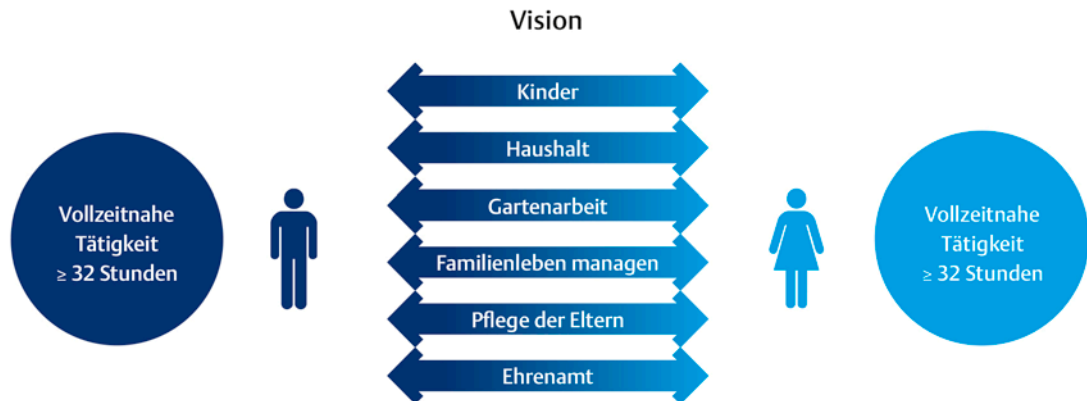 Vision
Vollzeitnahe
Tätigkeit
≥ 32 Stunden
Kinder
Haushalt
Gartenarbeit
Familienleben managen
Pflege der Eltern
Ehrenamt
Vollzeitnahe
Tätigkeit
≥ 32 Stunden